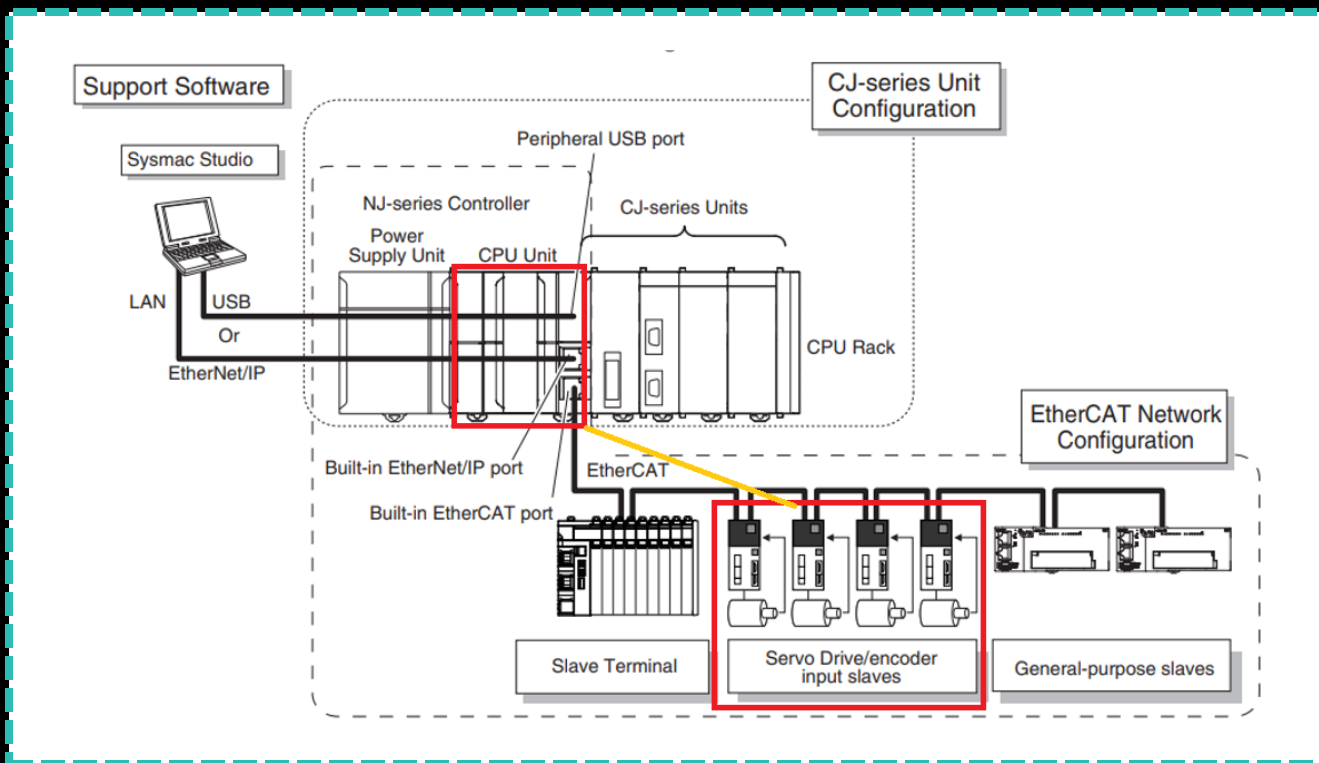 Support Software
CJ-series Unit
Configuration
Sysmac Studio
Peripheral USB port
NJ-series Controller
CJ-series Units
Power
Supply Unit
CPU Unit
LAN
USB
Or
EtherNet/IP
CPU Rack
EtherCAT Network
Configuration
Built-in EtherNet/IP port
EtherCAT
Built-in EtherCAT port
Slave Terminal
Servo Drive/encoder
input slaves
General-purpose slaves